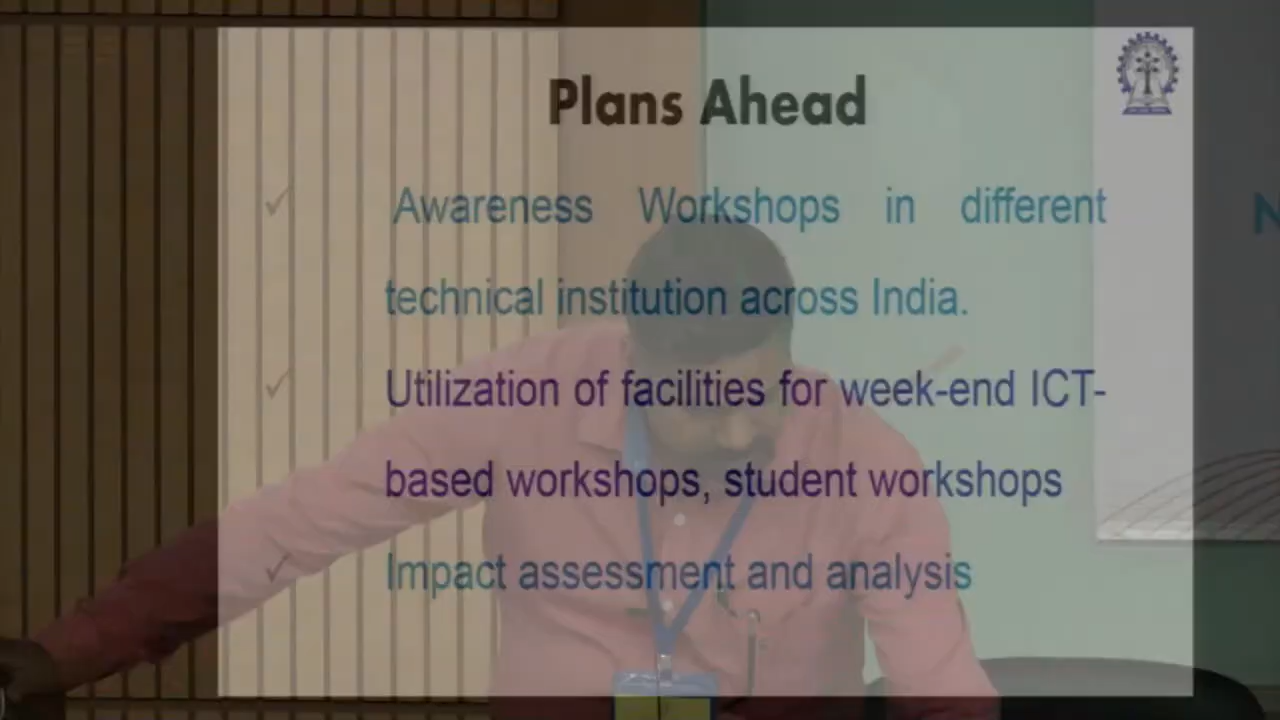 Plans Ahead
✓ Awareness Workshops in different
technical institution across India.
✓ Utilization of facilities for week-end ICT-
based workshops, student workshops
✓ Impact assessment and analysis
N